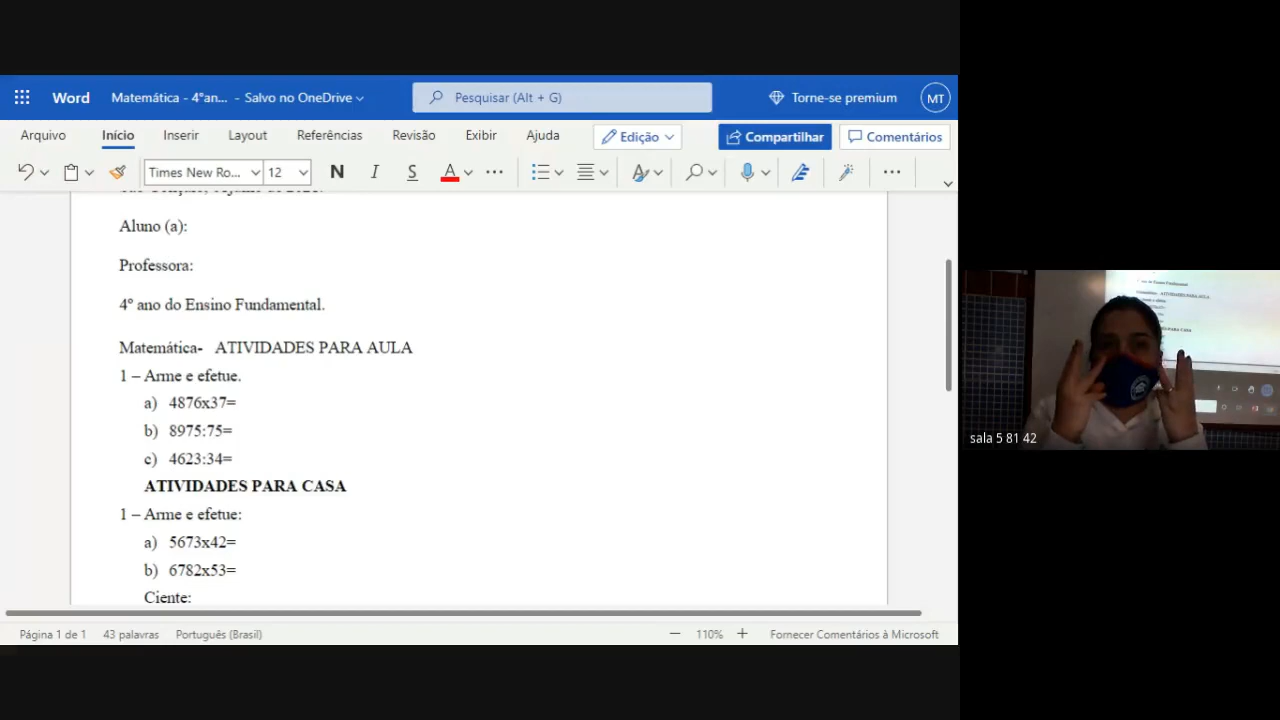 Word
Matemática - 4°an... - Salvo no OneDrive
Pesquisar (Alt + G)
Torne-se premium
MT
Arquivo
Início
Inserir
Layout
Referências
Revisão
Exibir
Ajuda
Edição
Compartilhar
Comentários
Times New Ro...
12
N
I
S
A
Aluno (a):
Professora:
4º ano do Ensino Fundamental.
Matemática- ATIVIDADES PARA AULA
1 – Arme e efetue.
a) 4876x37=
b) 8975:75=
c) 4623:34=
ATIVIDADES PARA CASA
1 – Arme e efetue:
a) 5673x42=
b) 6782x53=
Ciente:
Página 1 de 1
43 palavras
Português (Brasil)
110%
Fornecer Comentários à Microsoft
sala 5 81 42